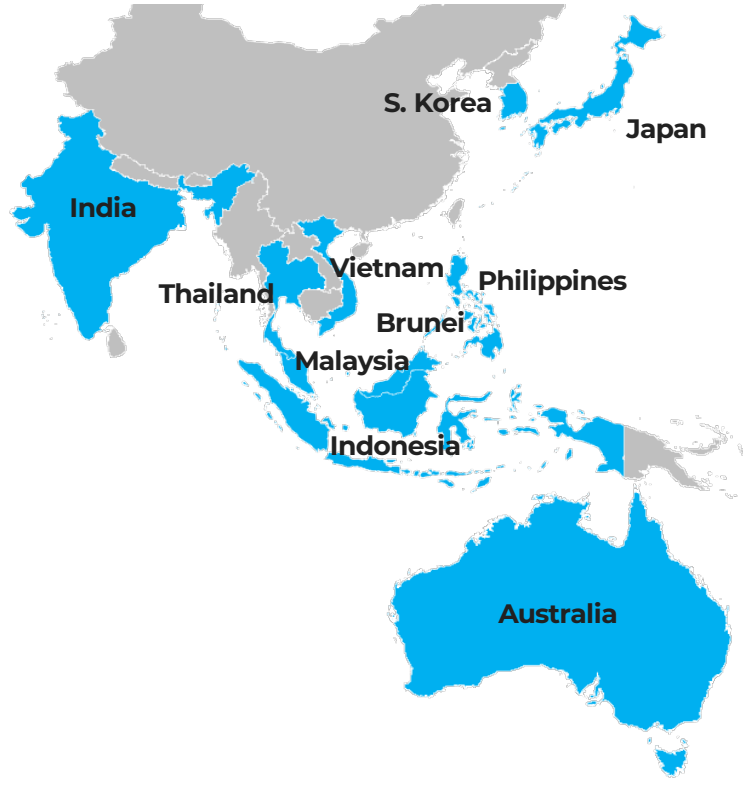 S. Korea
Japan
India
Vietnam
Philippines
Thailand
Brunei
Malaysia
Indonesia
Australia